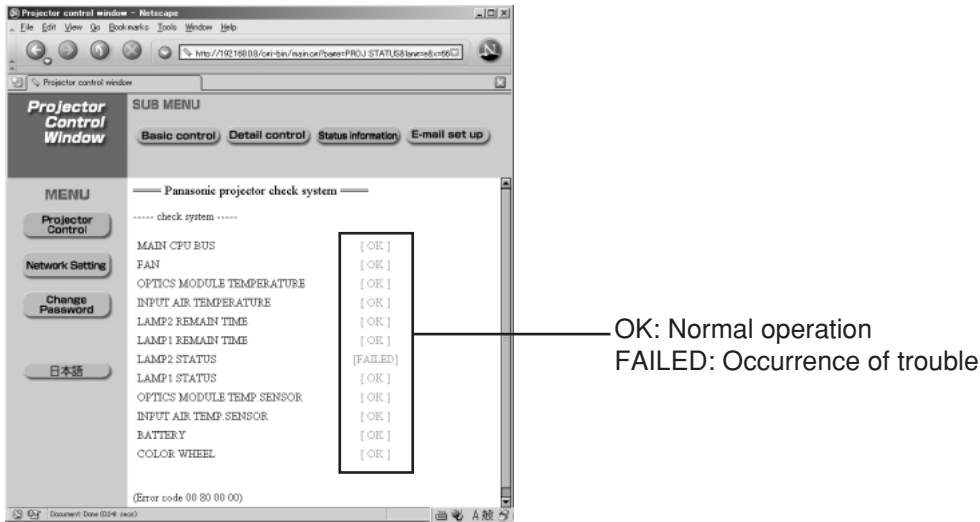 Projector control window - Netscape
File Edit View Go Bookmarks Tools Window Help
Projector control window
Projector
Control
Window
SUB MENU
Basic control Detail control Status information E-mail set up
MENU
Projector
Control
Network Setting
Change
Password
日本語
Panasonic projector check system
----- check system -----
MAIN CPU BUS [ OK ]
FAN [ OK ]
OPTICS MODULE TEMPERATURE [ OK ]
INPUT AIR TEMPERATURE [ OK ]
LAMP2 REMAIN TIME [ OK ]
LAMP1 REMAIN TIME [ OK ]
LAMP2 STATUS [FAILED]
LAMP1 STATUS [ OK ]
OPTICS MODULE TEMP.SENSOR [ OK ]
INPUT AIR TEMP.SENSOR [ OK ]
BATTERY [ OK ]
COLOR WHEEL [ OK ]
(Error code 00 80 00 00)
Document: Done
OK: Normal operation
FAILED: Occurrence of trouble